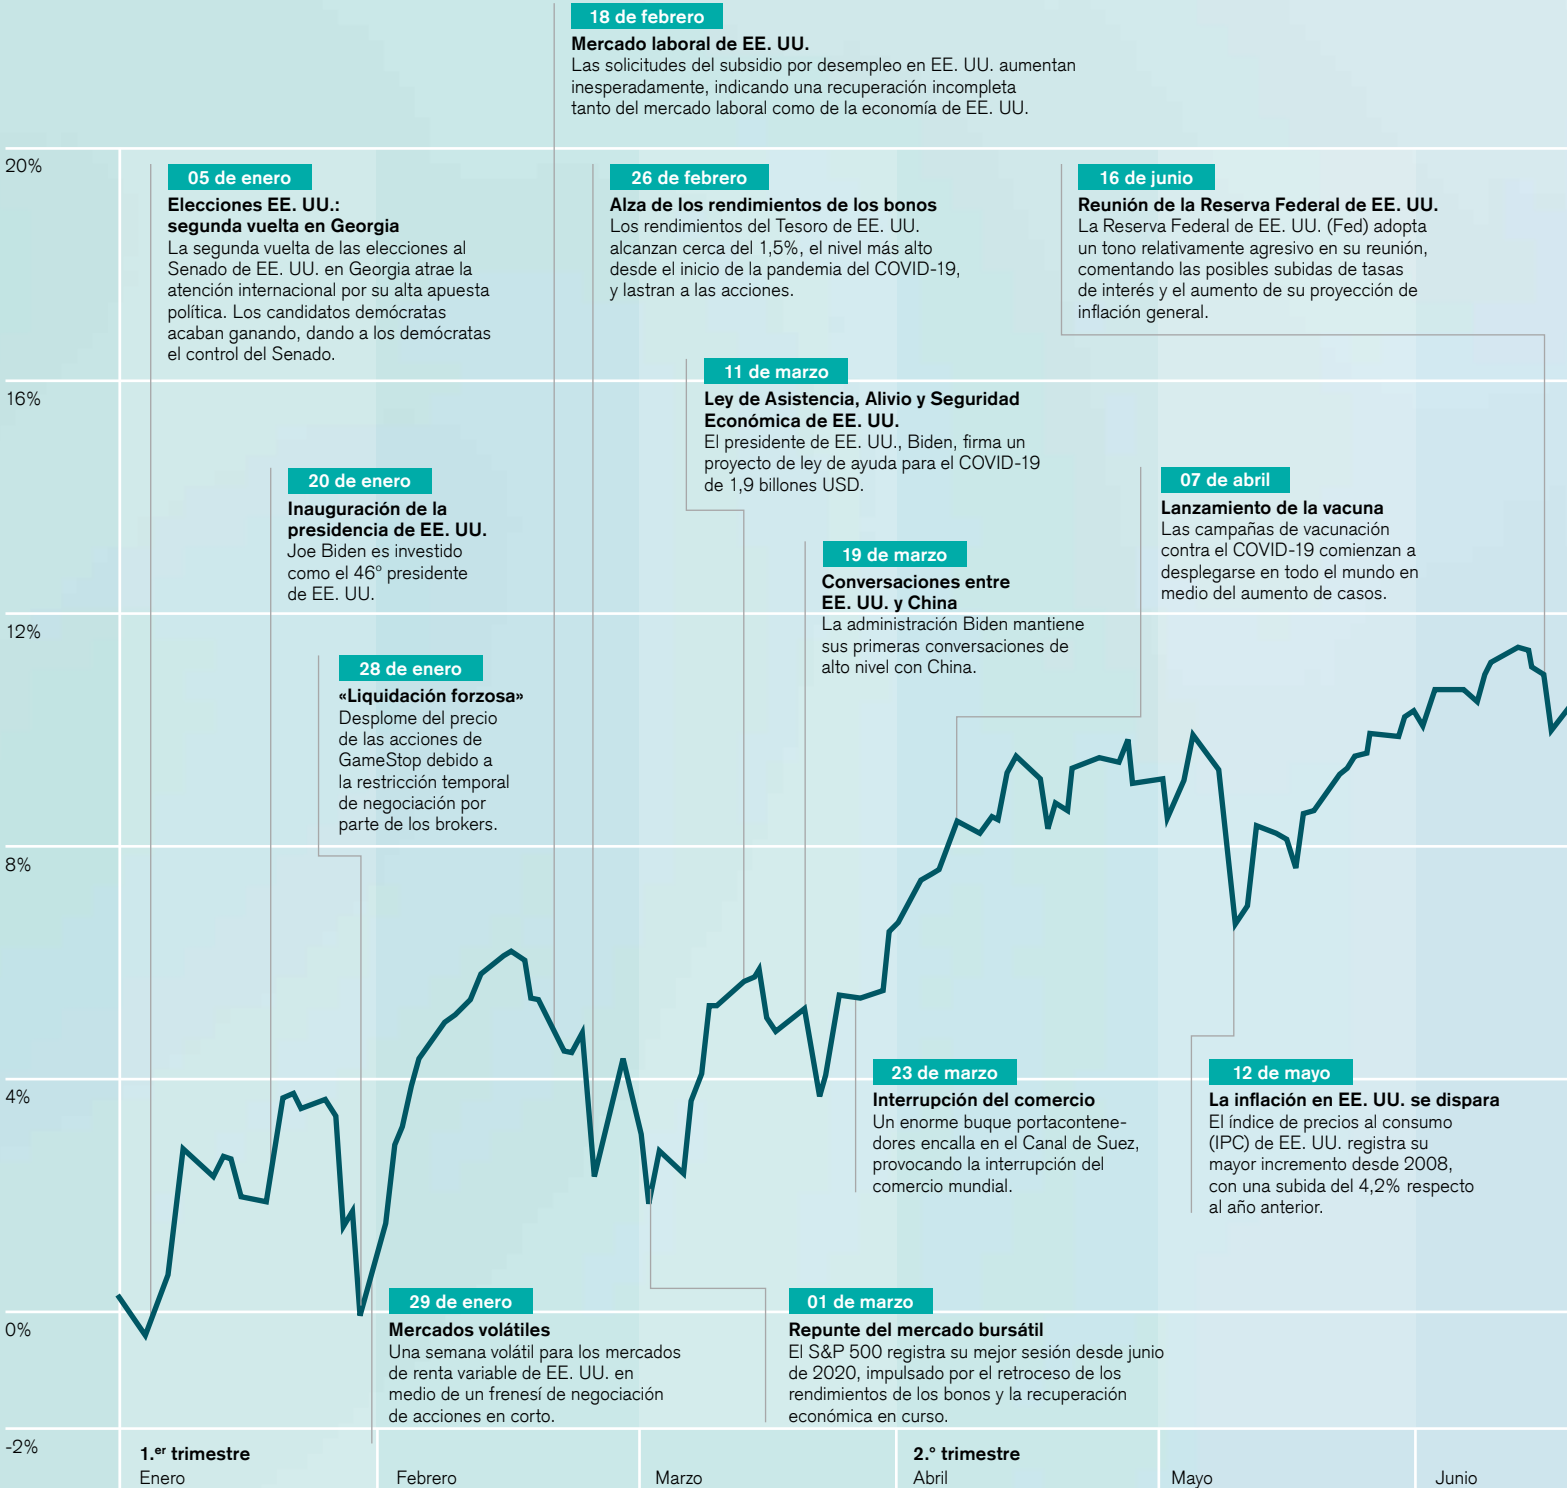 18 de febrero
Mercado laboral de EE. UU.
Las solicitudes del subsidio por desempleo en EE. UU. aumentan
inesperadamente, indicando una recuperación incompleta
tanto del mercado laboral como de la economía de EE. UU.
20%
05 de enero
Elecciones EE. UU.:
segunda vuelta en Georgia
La segunda vuelta de las elecciones al
Senado de EE. UU. en Georgia atrae la
atención internacional por su alta apuesta
política. Los candidatos demócratas
acaban ganando, dando a los demócratas
el control del Senado.
26 de febrero
Alza de los rendimientos de los bonos
Los rendimientos del Tesoro de EE. UU.
alcanzan cerca del 1,5%, el nivel más alto
desde el inicio de la pandemia del COVID-19,
y lastran a las acciones.
16 de junio
Reunión de la Reserva Federal de EE. UU.
La Reserva Federal de EE. UU. (Fed) adopta
un tono relativamente agresivo en su reunión,
comentando las posibles subidas de tasas
de interés y el aumento de su proyección de
inflación general.
16%
11 de marzo
Ley de Asistencia, Alivio y Seguridad
Económica de EE. UU.
El presidente de EE. UU., Biden, firma un
proyecto de ley de ayuda para el COVID-19
de 1,9 billones USD.
20 de enero
Inauguración de la
presidencia de EE. UU.
Joe Biden es investido
como el 46º presidente
de EE. UU.
07 de abril
Lanzamiento de la vacuna
Las campañas de vacunación
contra el COVID-19 comienzan a
desplegarse en todo el mundo en
medio del aumento de casos.
19 de marzo
Conversaciones entre
EE. UU. y China
La administración Biden mantiene
sus primeras conversaciones de
alto nivel con China.
12%
28 de enero
«Liquidación forzosa»
Desplome del precio
de las acciones de
GameStop debido a
la restricción temporal
de negociación por
parte de los brokers.
8%
23 de marzo
Interrupción del comercio
Un enorme buque portacontene-
dores encalla en el Canal de Suez,
provocando la interrupción del
comercio mundial.
12 de mayo
La inflación en EE. UU. se dispara
El índice de precios al consumo
(IPC) de EE. UU. registra su
mayor incremento desde 2008,
con una subida del 4,2% respecto
al año anterior.
4%
29 de enero
Mercados volátiles
Una semana volátil para los mercados
de renta variable de EE. UU. en
medio de un frenesí de negociación
de acciones en corto.
01 de marzo
Repunte del mercado bursátil
El S&P 500 registra su mejor sesión desde junio
de 2020, impulsado por el retroceso de los
rendimientos de los bonos y la recuperación
económica en curso.
0%
-2%
1.er trimestre
2.º trimestre
Enero
Febrero
Marzo
Abril
Mayo
Junio